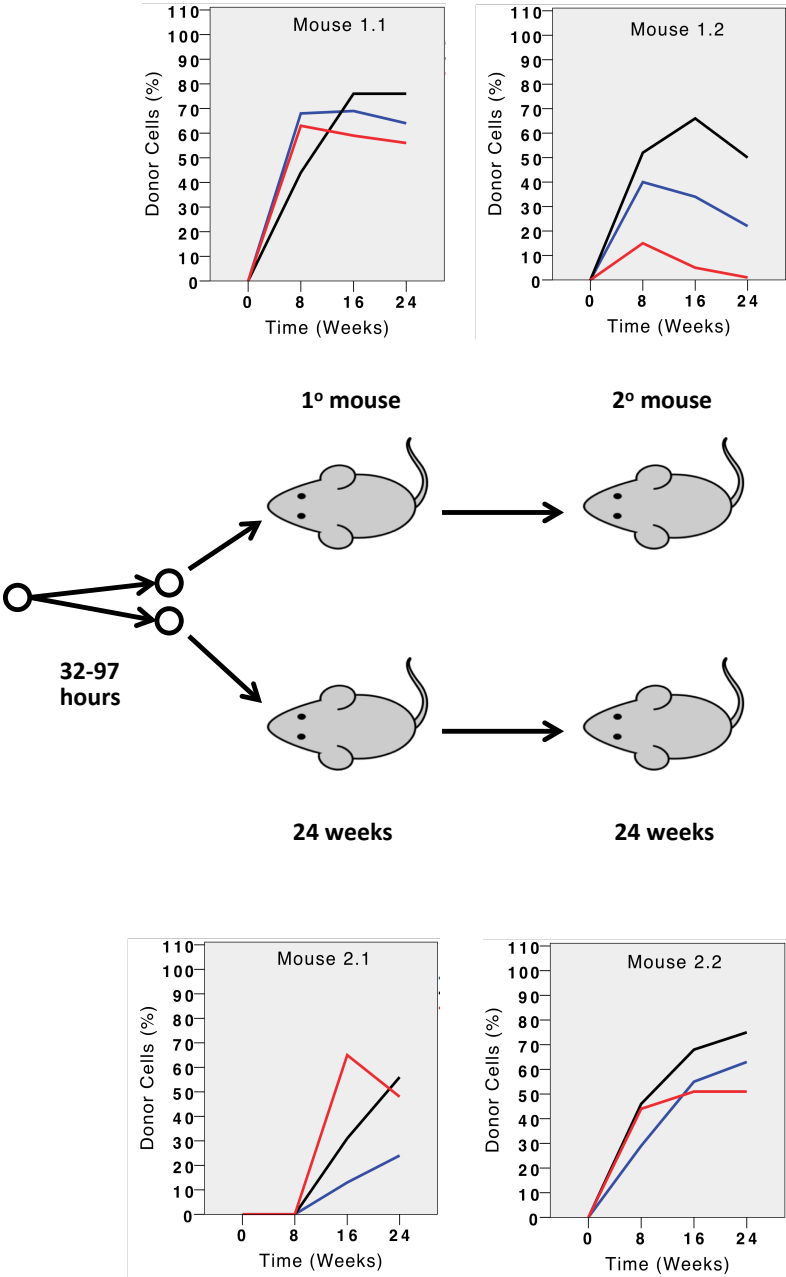 Mouse 1.1
110
100
90
80
70
60
50
40
30
20
10
0
Donor Cells (%)
0 8 16 24
Time (Weeks)
Mouse 1.2
110
100
90
80
70
60
50
40
30
20
10
0
Donor Cells (%)
0 8 16 24
Time (Weeks)
1º mouse
2º mouse
32-97
hours
24 weeks
24 weeks
Mouse 2.1
110
100
90
80
70
60
50
40
30
20
10
0
Donor Cells (%)
0 8 16 24
Time (Weeks)
Mouse 2.2
110
100
90
80
70
60
50
40
30
20
10
0
Donor Cells (%)
0 8 16 24
Time (Weeks)